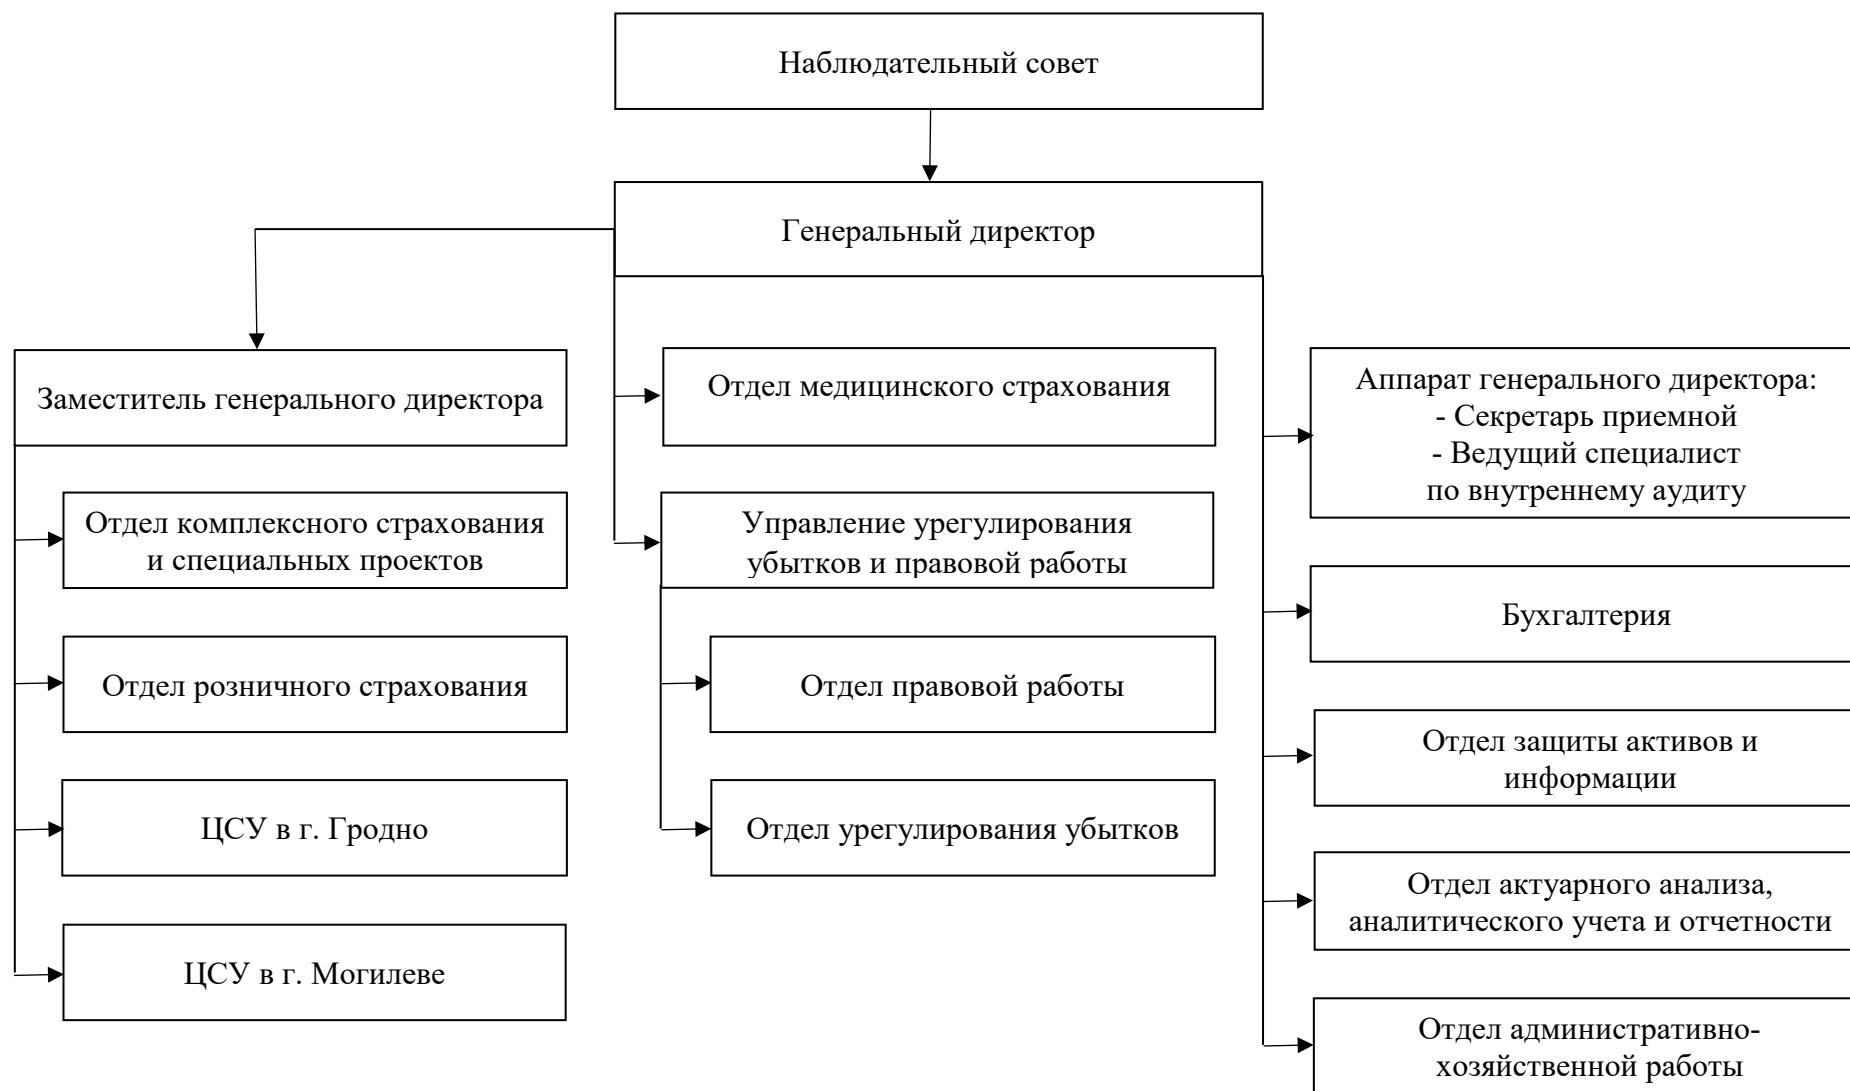 Наблюдательный совет
Генеральный директор
Заместитель генерального директора
Отдел комплексного страхования
и специальных проектов
Отдел розничного страхования
ЦСУ в г. Гродно
ЦСУ в г. Могилеве
Отдел медицинского страхования
Управление урегулирования
убытков и правовой работы
Отдел правовой работы
Отдел урегулирования убытков
Аппарат генерального директора:
- Секретарь приемной
- Ведущий специалист
по внутреннему аудиту
Бухгалтерия
Отдел защиты активов и
информации
Отдел актуарного анализа,
аналитического учета и отчетности
Отдел административно-
хозяйственной работы